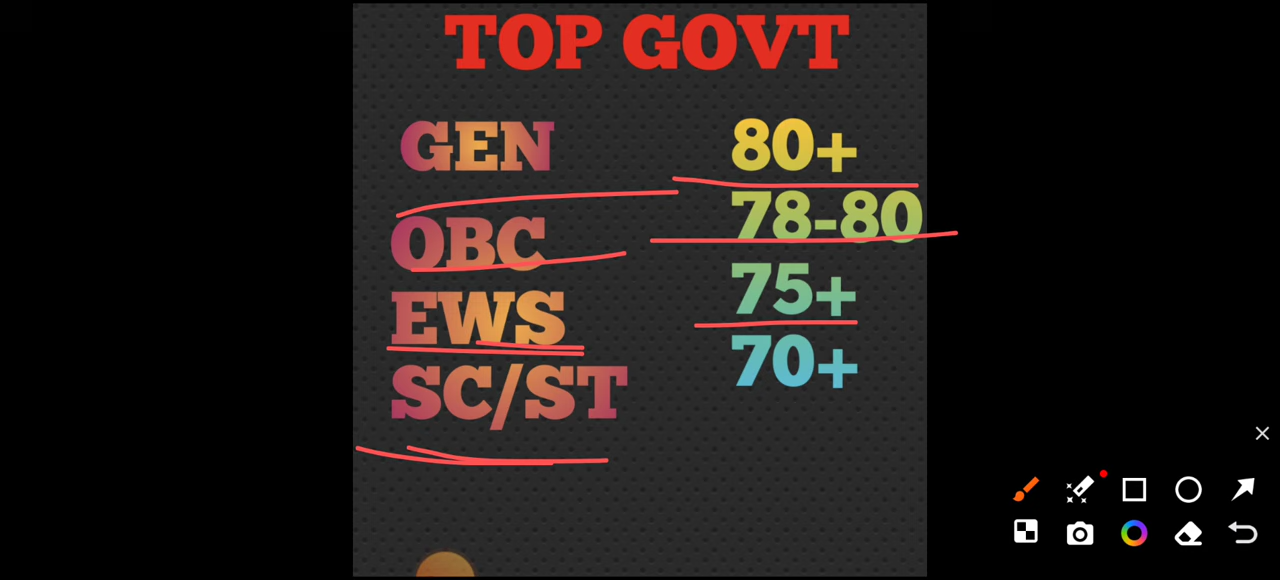 TOP GOVT
GEN 80+
OBC 78-80
EWS 75+
SC/ST 70+